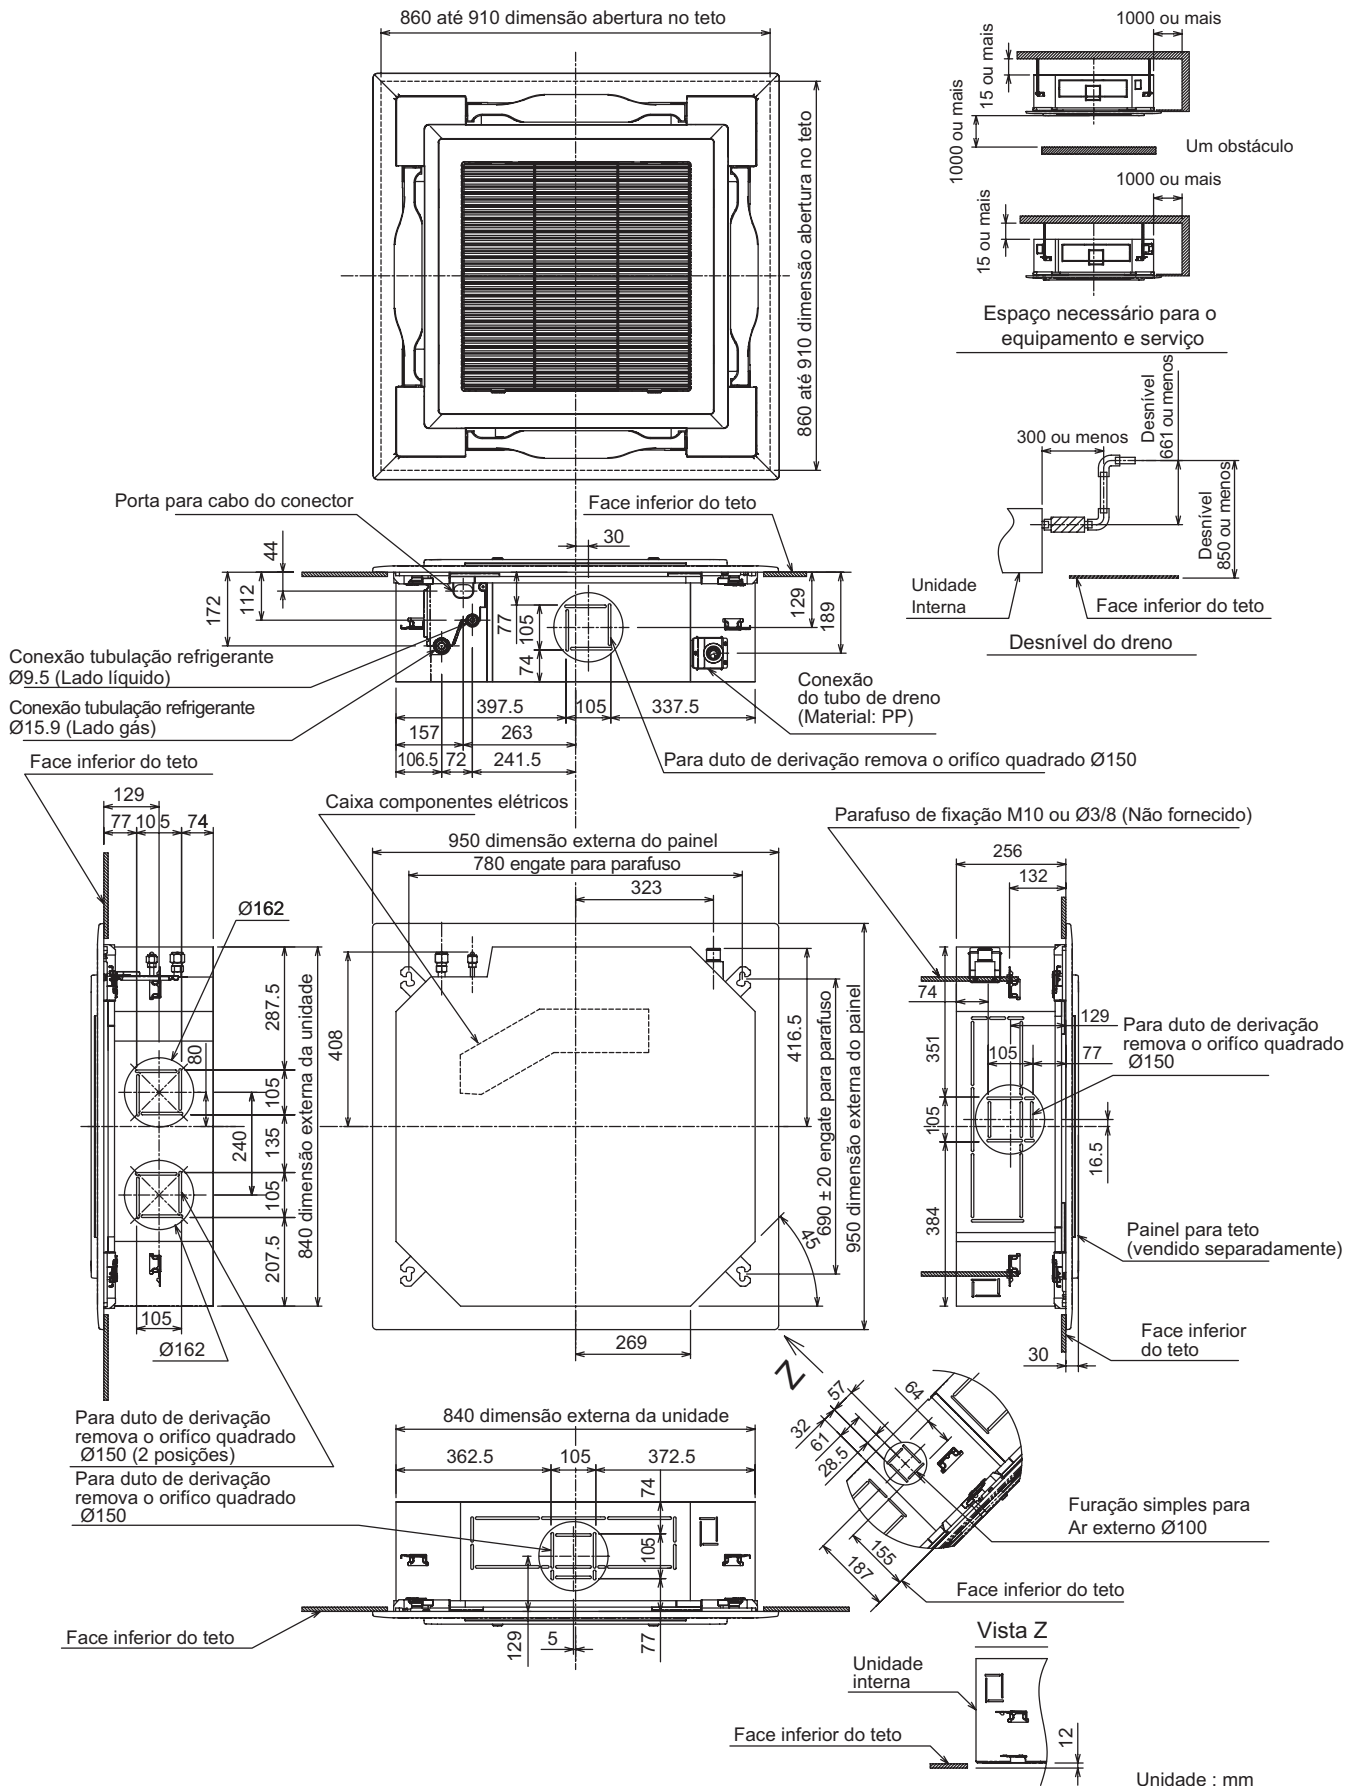 860 até 910 dimensão abertura no teto
860 até 910 dimensão abertura no teto
1000 ou mais
15 ou mais
1000 ou mais
Um obstáculo
1000 ou mais
15 ou mais
Espaço necessário para o
equipamento e serviço
Desnível
661 ou menos
300 ou menos
Desnível
850 ou menos
Unidade
Interna
Face inferior do teto
Desnível do dreno
Porta para cabo do conector
Face inferior do teto
30
44
112
172
77
105
74
129
189
Conexão tubulação refrigerante
Ø9.5 (Lado líquido)
Conexão tubulação refrigerante
Ø15.9 (Lado gás)
Conexão
do tubo de dreno
(Material: PP)
397.5
105
337.5
157
263
106.5
72
241.5
Para duto de derivação remova o orifíco quadrado Ø150
Face inferior do teto
129
77
105
74
Ø162
287.5
80
105
135
240
105
207.5
840 dimensão externa da unidade
105
Ø162
Para duto de derivação
remova o orifíco quadrado
Ø150 (2 posições)
Caixa componentes elétricos
950 dimensão externa do painel
780 engate para parafuso
323
408
416.5
690 ± 20 engate para parafuso
950 dimensão externa do painel
45
269
Z
Parafuso de fixação M10 ou Ø3/8 (Não fornecido)
256
132
74
129
351
105
77
105
384
16.5
Para duto de derivação
remova o orifíco quadrado
Ø150
Painel para teto
(vendido separadamente)
Face inferior
do teto
30
Para duto de derivação
remova o orifíco quadrado
Ø150
840 dimensão externa da unidade
362.5
105
372.5
74
105
77
129
5
Face inferior do teto
57
32
61
28.5
64
155
187
Furação simples para
Ar externo Ø100
Face inferior do teto
Vista Z
Unidade
interna
Face inferior do teto
12
Unidade : mm